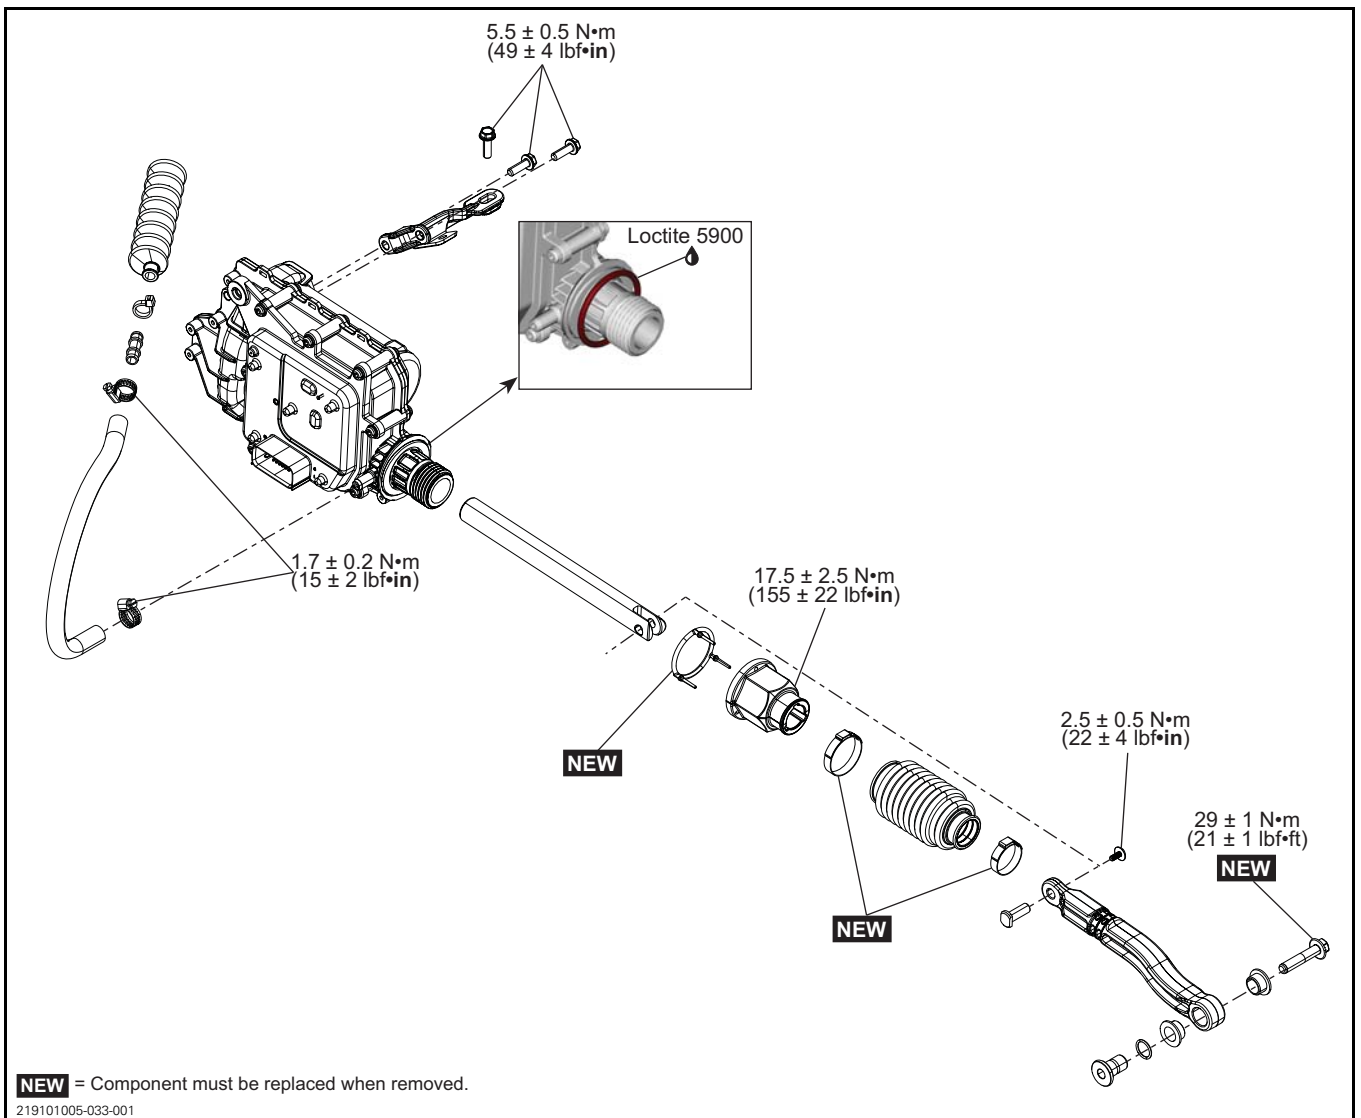 5.5 ± 0.5 N•m
(49 ± 4 lbf•in)
Loctite 5900
1.7 ± 0.2 N•m
(15 ± 2 lbf•in)
17.5 ± 2.5 N•m
(155 ± 22 lbf•in)
NEW
2.5 ± 0.5 N•m
(22 ± 4 lbf•in)
29 ± 1 N•m
(21 ± 1 lbf•ft)
NEW
NEW
NEW = Component must be replaced when removed.
219101005-033-001